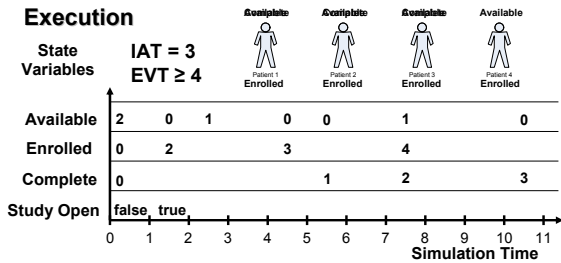 Execution
State
Variables
IAT = 3
EVT ≥ 4
Available
Patient 1
Enrolled
Patient 2
Enrolled
Patient 3
Enrolled
Patient 4
Enrolled
Available 2 0 1 0 0 1 0
Enrolled 0 2 3 4
Complete 0 1 2 3
Study Open false true
0 1 2 3 4 5 6 7 8 9 10 11
Simulation Time